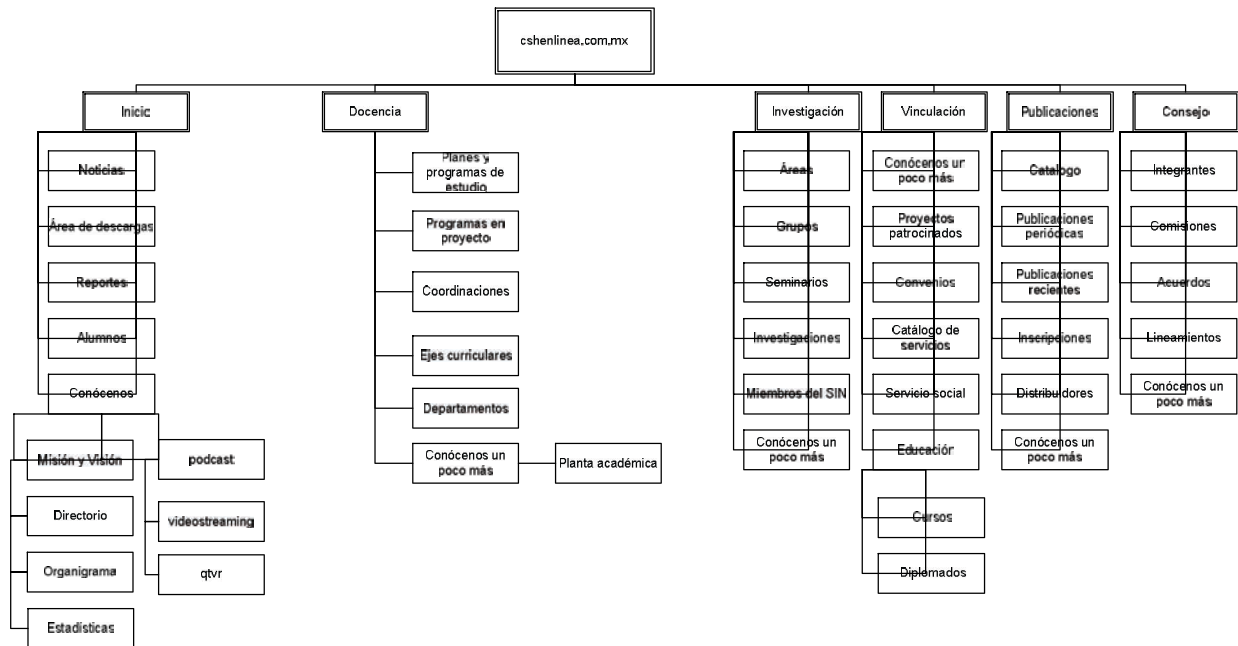 cshenlinea.com.mx
Inicio
Docencia
Investigación
Vinculación
Publicaciones
Consejo
Noticias
Área de descargas
Reportes
Alumnos
Conócenos
Misión y Visión
Directorio
Organigrama
Estadísticas
podcast
videostreaming
qtvr
Planes y
programas de
estudio
Programas en
proyecto
Coordinaciones
Ejes curriculares
Departamentos
Conócenos un
poco más
Planta académica
Áreas
Grupos
Seminarios
Investigaciones
Miembros del SIN
Conócenos un
poco más
Conócenos un
poco más
Proyectos
patrocinados
Convenios
Catálogo de
servicios
Servicio social
Educación
Cursos
Diplomados
Catalogo
Publicaciones
periódicas
Publicaciones
recientes
Inscripciones
Distribuidores
Conócenos un
poco más
Integrantes
Comisiones
Acuerdos
Lineamientos
Conócenos un
poco más